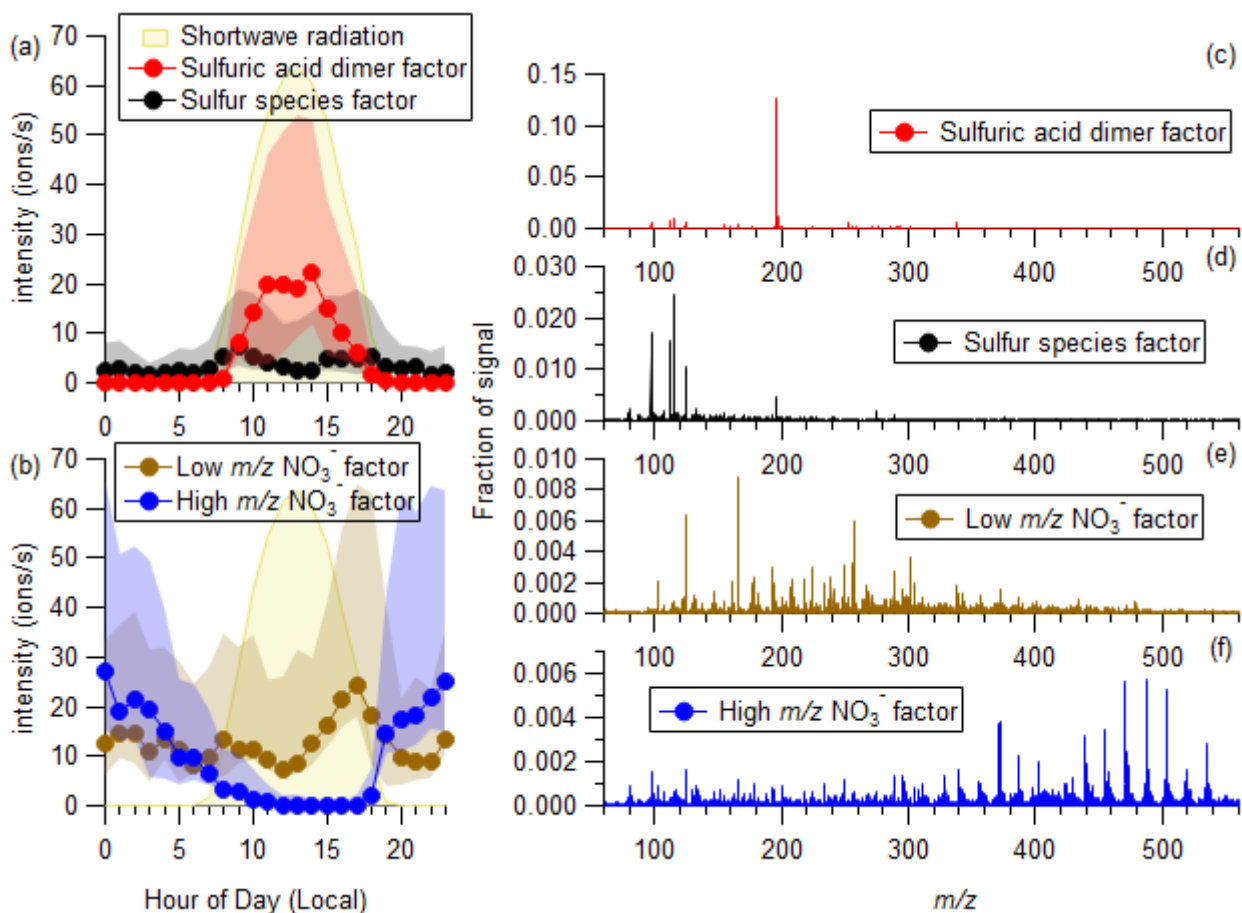 (a)
Shortwave radiation
Sulfuric acid dimer factor
Sulfur species factor
70
60
50
40
30
20
10
0
intensity (ions/s)
0 5 10 15 20
(b)
Low m/z NO₃⁻ factor
High m/z NO₃⁻ factor
70
60
50
40
30
20
10
0
intensity (ions/s)
0 5 10 15 20
Hour of Day (Local)
(c)
Sulfuric acid dimer factor
0.15
0.10
0.05
0.00
100 200 300 400 500
(d)
Sulfur species factor
0.030
0.020
0.010
0.000
100 200 300 400 500
Fraction of signal
(e)
Low m/z NO₃⁻ factor
0.010
0.008
0.006
0.004
0.002
0.000
100 200 300 400 500
(f)
High m/z NO₃⁻ factor
0.006
0.004
0.002
0.000
100 200 300 400 500
m/z